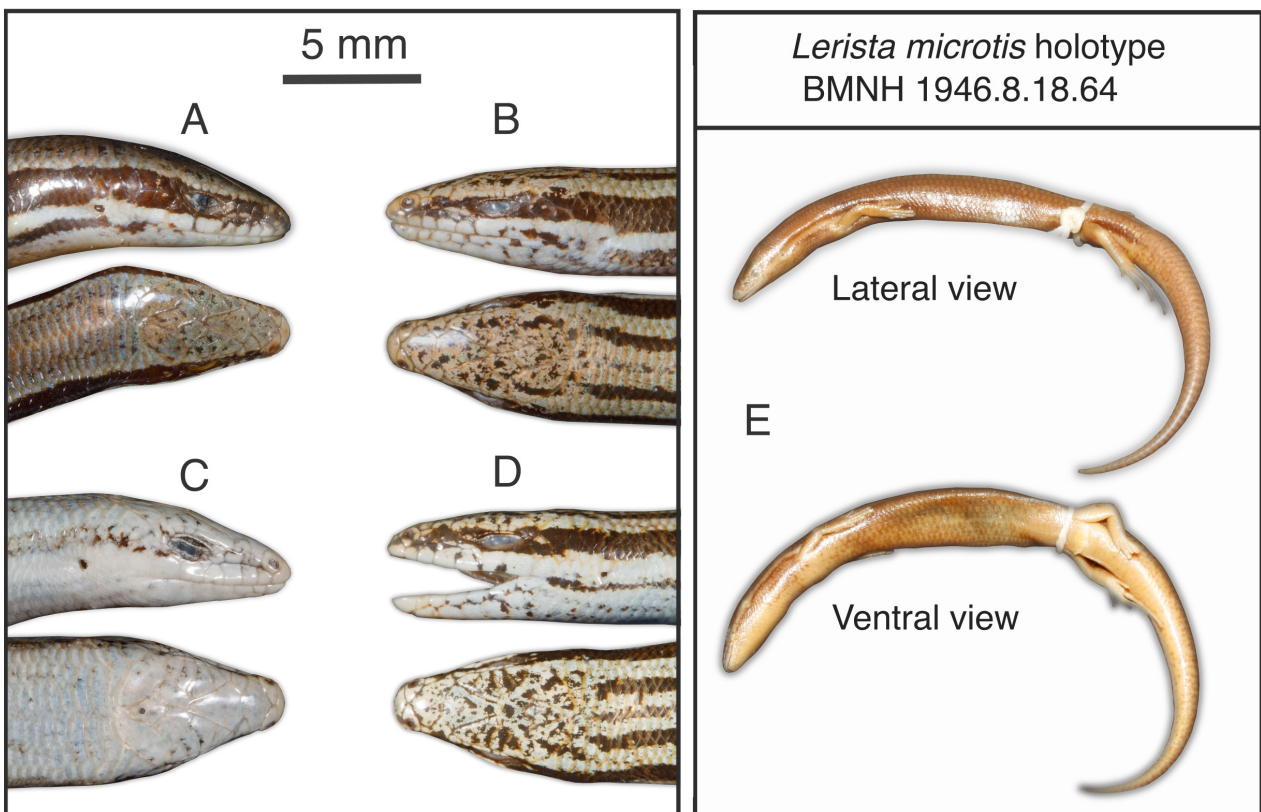 5 mm
A
B
C
D
Lerista microtis holotype
BMNH 1946.8.18.64
Lateral view
E
Ventral view